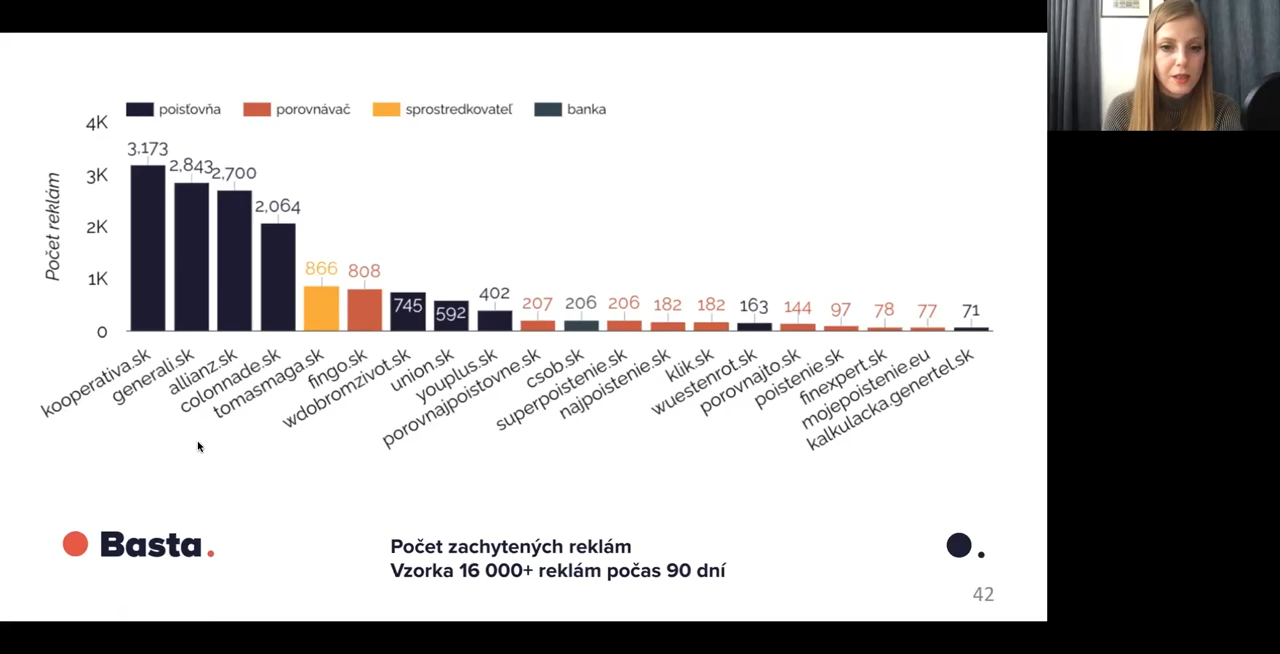 poisťovňa porovnávač sprostredkovateľ banka
Počet reklám
4K
3K
2K
1K
0
3,173 2,843 2,700 2,064 866 808 745 592 402 207 206 206 182 182 163 144 97 78 77 71
kooperativa.sk
generali.sk
allianz.sk
colonnade.sk
tomasmaga.sk
fingo.sk
wdobromzivot.sk
union.sk
youplus.sk
porovnajpoistovne.sk
csob.sk
superpoistenie.sk
najpoistenie.sk
klik.sk
wuestenrot.sk
porovnajto.sk
poistenie.sk
finexpert.sk
mojepoistenie.eu
kalkulacka.genertel.sk
Basta.
Počet zachytených reklám
Vzorka 16 000+ reklám počas 90 dní
42